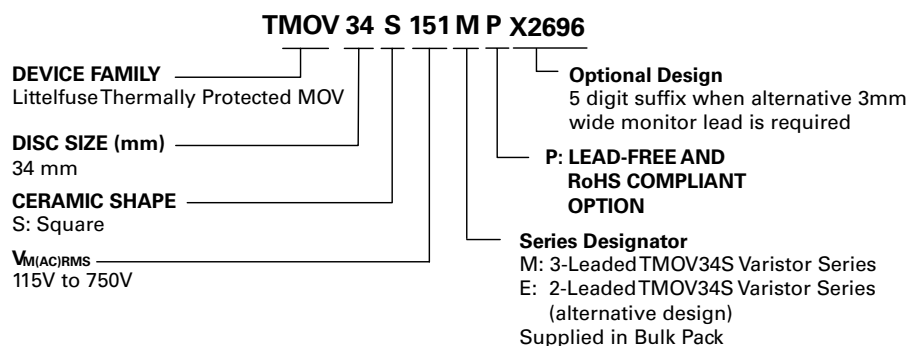 TMOV 34 S 151 M P X2696
DEVICE FAMILY
Littelfuse Thermally Protected MOV
DISC SIZE (mm)
34 mm
CERAMIC SHAPE
S: Square
VM(AC)RMS
115V to 750V
Optional Design
5 digit suffix when alternative 3mm
wide monitor lead is required
P: LEAD-FREE AND
RoHS COMPLIANT
OPTION
Series Designator
M: 3-Leaded TMOV34S Varistor Series
E: 2-Leaded TMOV34S Varistor Series
(alternative design)
Supplied in Bulk Pack